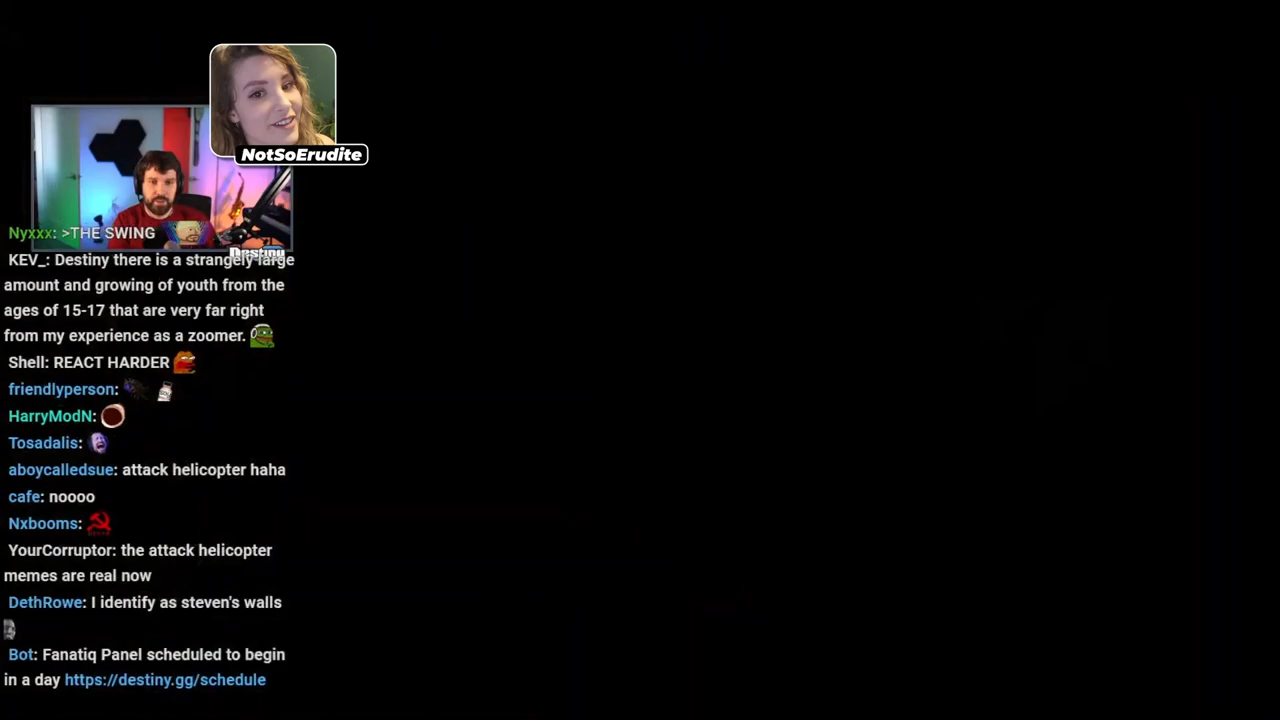 NotSoErudite
Nyxxx: >THE SWING
Destiny
KEV_: Destiny there is a strangely large
amount and growing of youth from the
ages of 15-17 that are very far right
from my experience as a zoomer.
Shell: REACT HARDER
friendlyperson:
HarryModN:
Tosadalis:
aboycalledsue: attack helicopter haha
cafe: noooo
Nxbooms:
YourCorruptor: the attack helicopter
memes are real now
DethRowe: I identify as steven's walls
Bot: Fanatiq Panel scheduled to begin
in a day https://destiny.gg/schedule